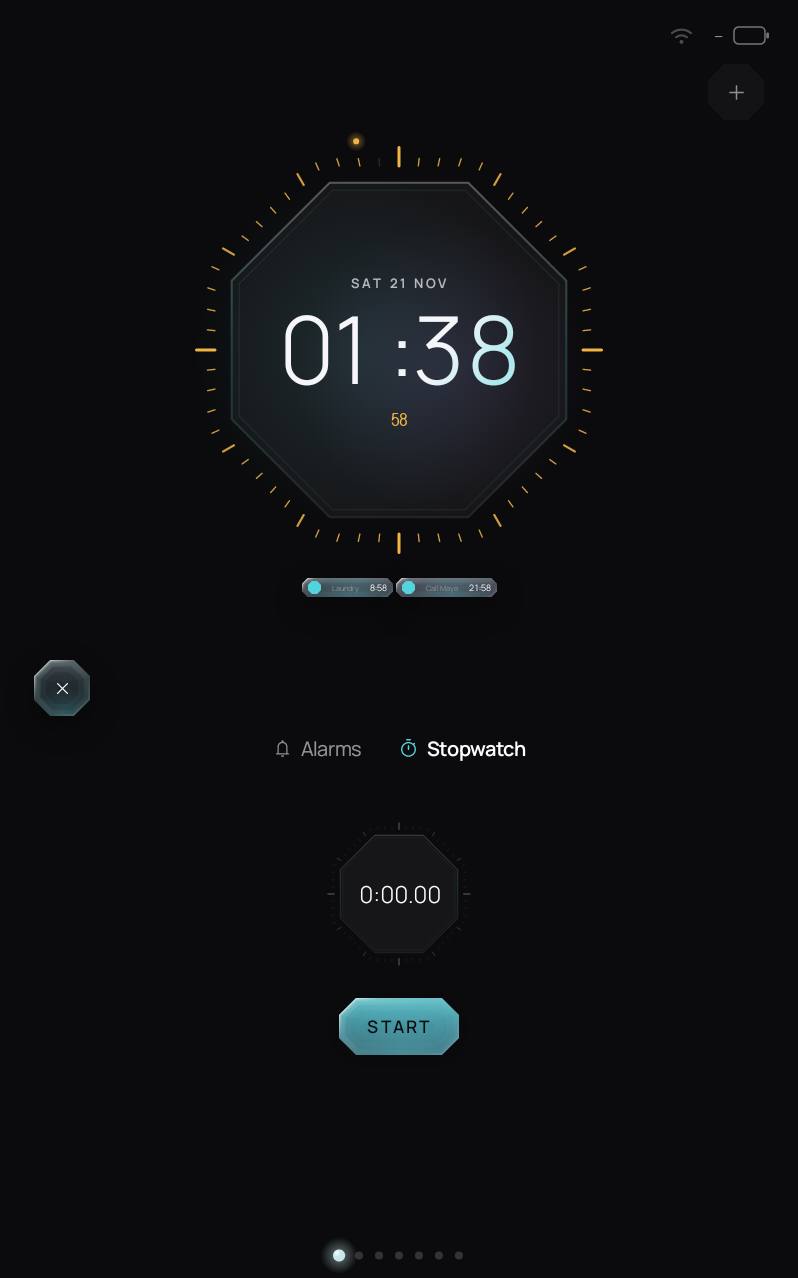 SAT 21 NOV
01 :38
58
Laundry 8:58 Call Maya 21:58
Alarms Stopwatch
0:00.00
START